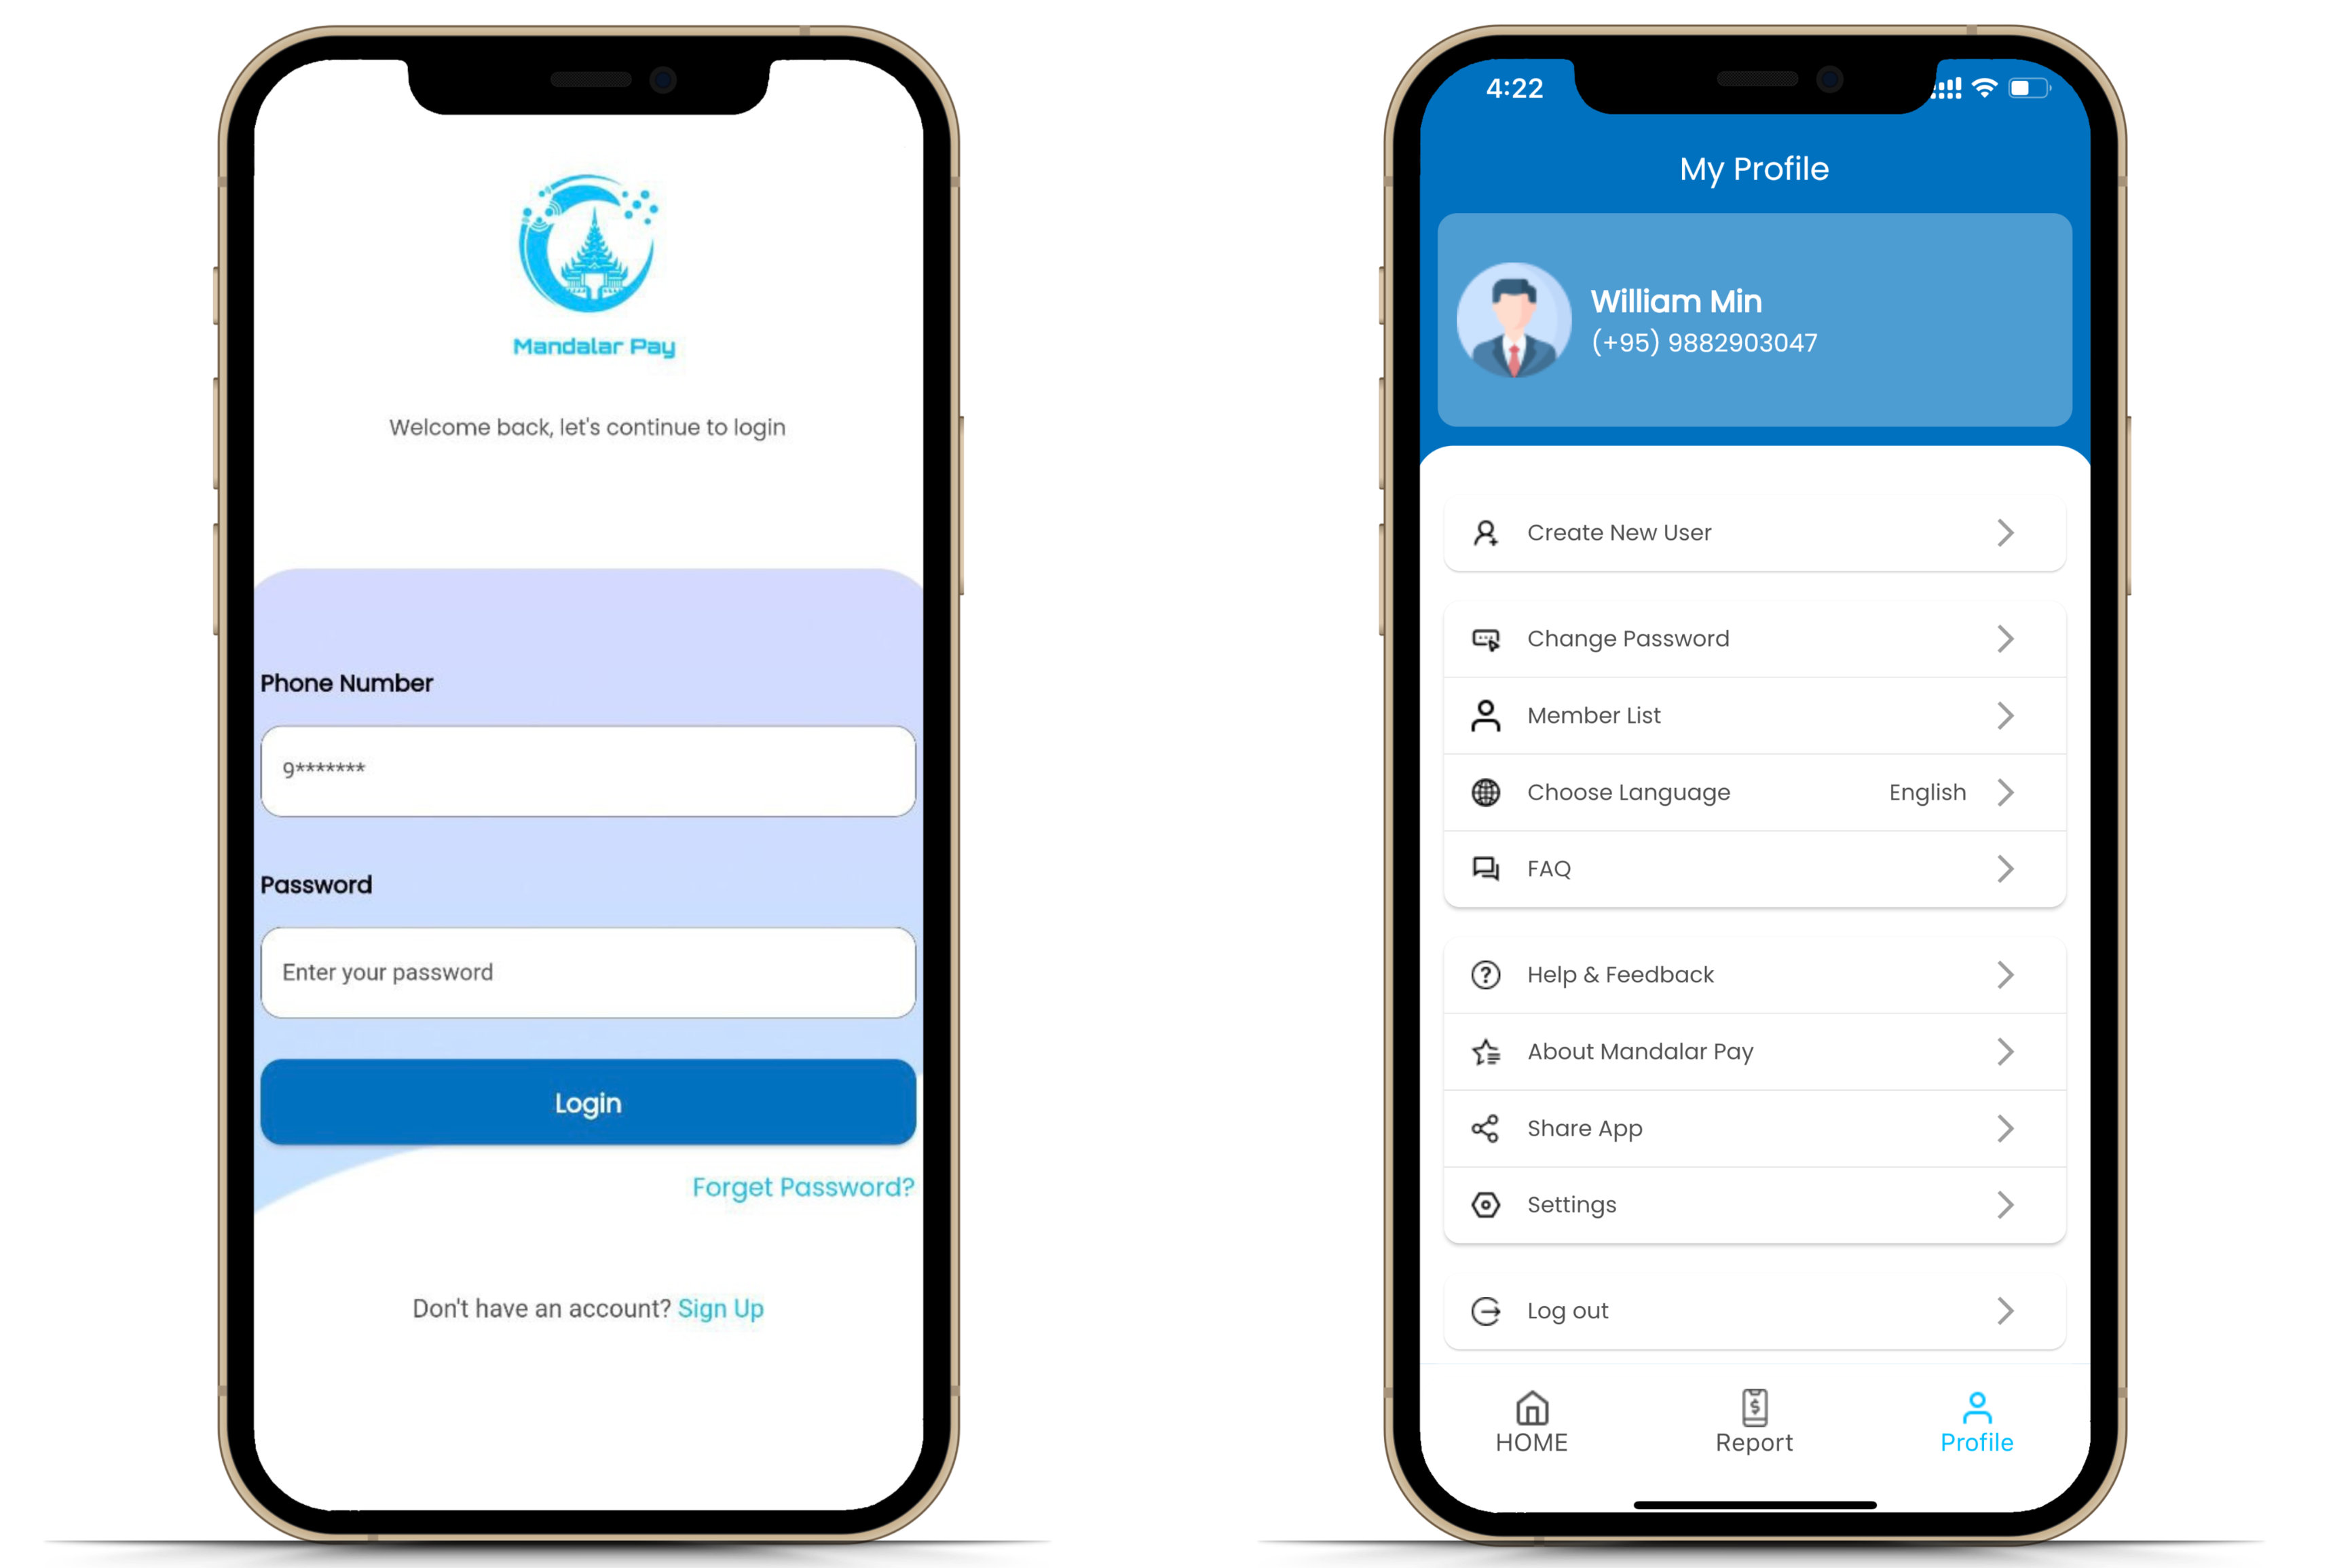 Mandalar Pay
Welcome back, let's continue to login
Phone Number
9*******
Password
Enter your password
Login
Forget Password?
Don't have an account? Sign Up
4:22
My Profile
William Min
(+95) 9882903047
Create New User
Change Password
Member List
Choose Language English
FAQ
Help & Feedback
About Mandalar Pay
Share App
Settings
Log out
HOME Report Profile